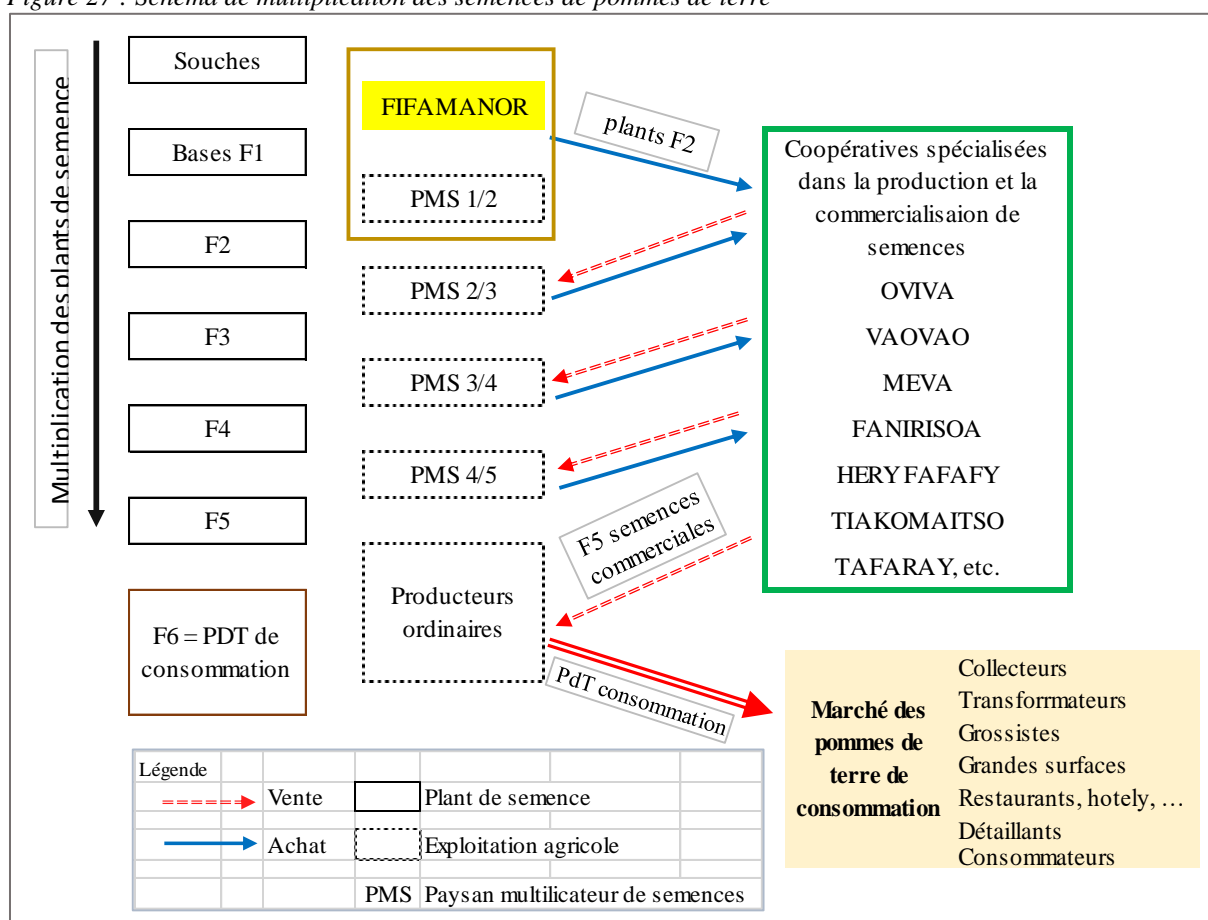 Figure 27 : Schéma de multiplication des semences de pommes de terre
Multiplication des plants de semence
Souches
Bases F1
F2
F3
F4
F5
F6 = PDT de
consommation
FIFAMANOR
PMS 1/2
PMS 2/3
PMS 3/4
PMS 4/5
Producteurs
ordinaires
plants F2
F5 semences
commerciales
PdT consommation
Coopératives spécialisées
dans la production et la
commercialisaion de
semences
OVIVA
VAOVAO
MEVA
FANIRISOA
HERY FAFAFY
TIAKOMAITSO
TAFARAY, etc.
Marché des
pommes de
terre de
consommation
Collecteurs
Transforrmateurs
Grossistes
Grandes surfaces
Restaurants, hotely, …
Détaillants
Consommateurs
Légende
Vente
Plant de semence
Achat
Exploitation agricole
PMS
Paysan multilicateur de semences